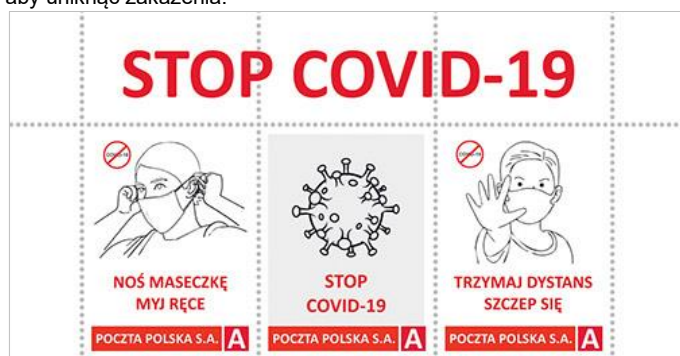 aby uniknąć zakażenia.
STOP COVID-19
NOŚ MASECZKĘ
MYJ RĘCE
POCZTA POLSKA S.A. A
STOP
COVID-19
POCZTA POLSKA S.A. A
TRZYMAJ DYSTANS
SZCZEP SIĘ
POCZTA POLSKA S.A. A